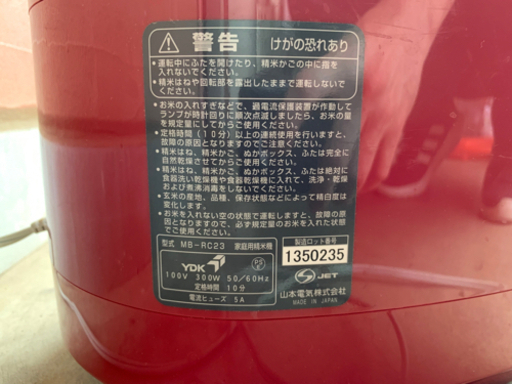 ⚠警告 けがの恐れあり
●運転中にふたを開けたり、精米かごの中に指を
入れないでください。
●精米はねや回転部を露出したままで運転しないで
ください。
●お米の入れすぎなどで、過電流保護装置が作動して
ランプが時計回りに順次点滅しましたら、お米の量
を規定量にしてからご使用ください。
●定格時間(10分)以上の連続使用を行いますと、
故障の原因となりますのでご注意ください。
●精米はね、精米かご、ぬかボックス、ふたは完全に
自然乾燥させてからご使用ください。
●精米はね、精米かご、ぬかボックス、ふたは絶対に
食器洗い乾燥機や食器乾燥機に入れて、洗浄・乾燥
および煮沸消毒をしないでください。
●玄米の産地、品種、保存状態などによって精白度は
変化します。
●お米を入れない空の状態で運転しますと、故障の原
因となりますので、必ず規定量のお米を入れてご使
用ください。
型式 MB-RC23 家庭用精米機
YDK PSE
100V 300W 50/60Hz
定格時間 10分
電流ヒューズ 5A
製造ロット番号
1350235
S JET
山本電気株式会社
MADE IN JAPAN